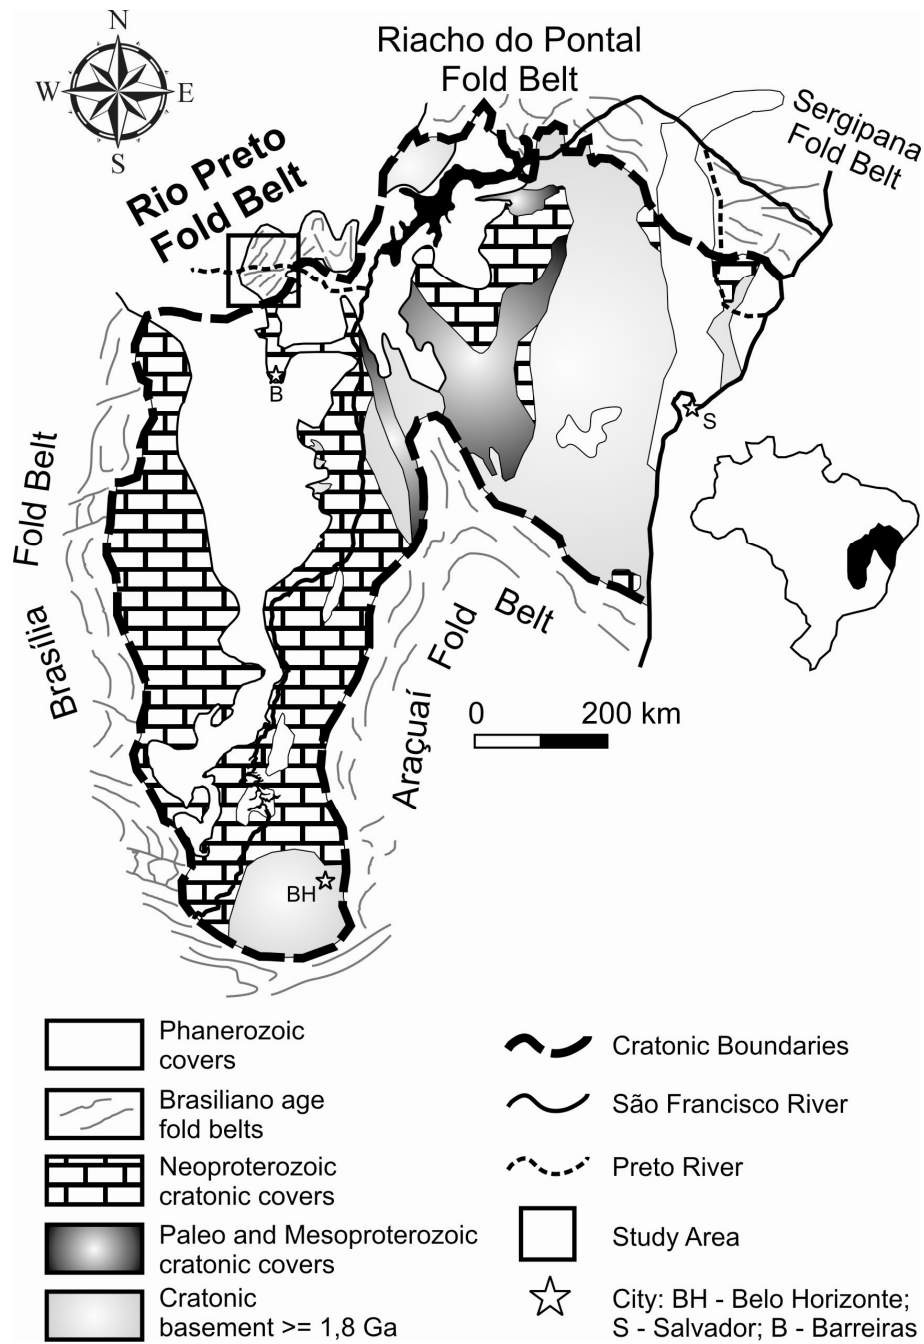 N
W
E
S
Riacho do Pontal
Fold Belt
Sergipana
Fold Belt
Rio Preto
Fold Belt
B
S
Brasília Fold Belt
Araçuaí Fold Belt
0 200 km
BH
Phanerozoic
covers
Brasiliano age
fold belts
Neoproterozoic
cratonic covers
Paleo and Mesoproterozoic
cratonic covers
Cratonic
basement >= 1,8 Ga
Cratonic Boundaries
São Francisco River
Preto River
Study Area
City: BH - Belo Horizonte;
S - Salvador; B - Barreiras